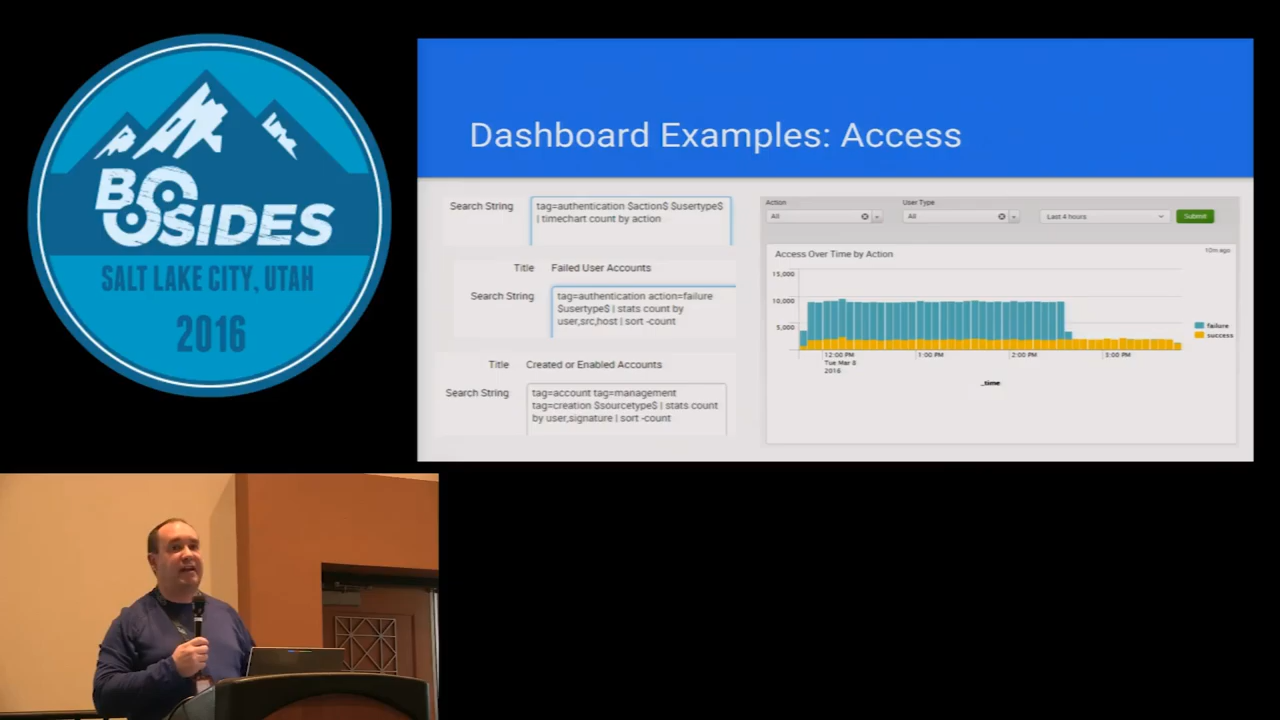 BSIDES
SALT LAKE CITY, UTAH
2016
Dashboard Examples: Access
Search String
tag=authentication $action$ $usertype$
| timechart count by action
Title Failed User Accounts
Search String
tag=authentication action=failure
$usertype$ | stats count by
user,src,host | sort -count
Title Created or Enabled Accounts
Search String
tag=account tag=management
tag=creation $sourcetype$ | stats count
by user,signature | sort -count
Action
All
User Type
All
Last 4 hours
Submit
10m ago
Access Over Time by Action
15,000
10,000
5,000
12:00 PM
Tue Mar 8
2016
1:00 PM
2:00 PM
3:00 PM
_time
failure
success